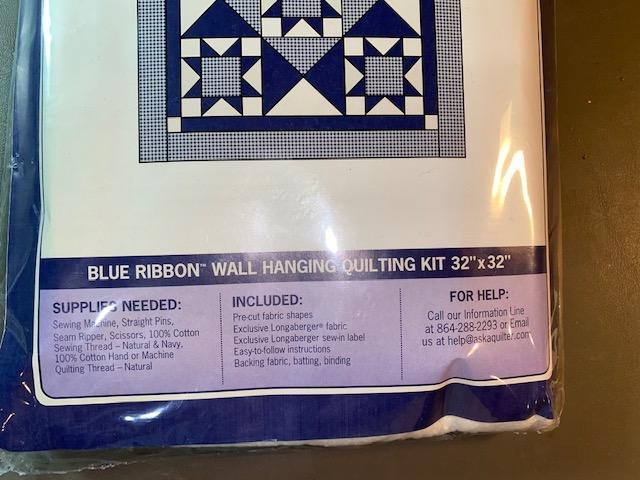 BLUE RIBBON™ WALL HANGING QUILTING KIT 32"x32"
SUPPLIES NEEDED:
Sewing Machine, Straight Pins,
Seam Ripper, Scissors, 100% Cotton
Sewing Thread – Natural & Navy,
100% Cotton Hand or Machine
Quilting Thread – Natural
INCLUDED:
Pre-cut fabric shapes
Exclusive Longaberger® fabric
Exclusive Longaberger sew-in label
Easy-to-follow instructions
Backing fabric, batting, binding
FOR HELP:
Call our Information Line
at 864-288-2293 or Email
us at help@askaquilter.com